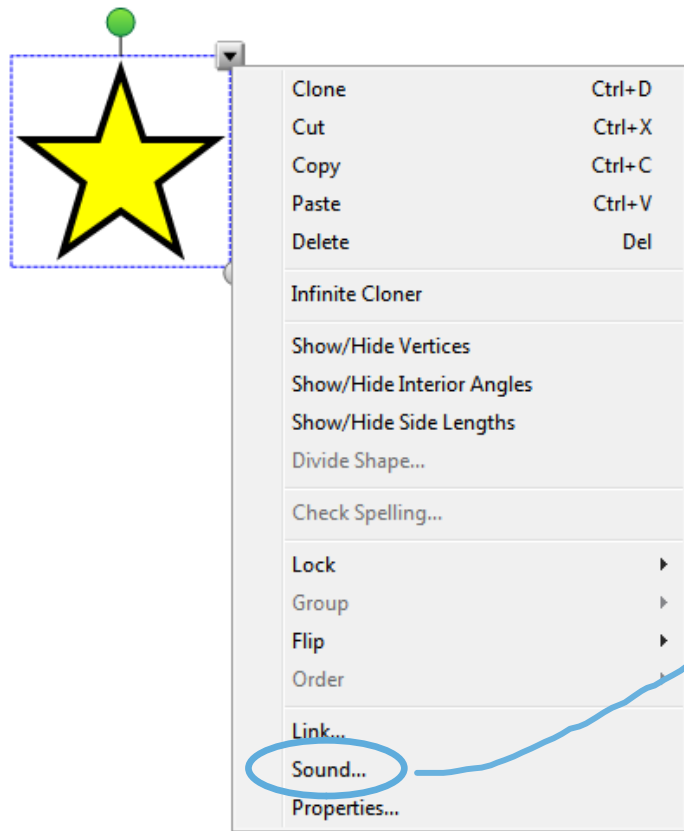 Clone Ctrl+D
Cut Ctrl+X
Copy Ctrl+C
Paste Ctrl+V
Delete Del
Infinite Cloner
Show/Hide Vertices
Show/Hide Interior Angles
Show/Hide Side Lengths
Divide Shape...
Check Spelling...
Lock
Group
Flip
Order
Link...
Sound...
Properties...